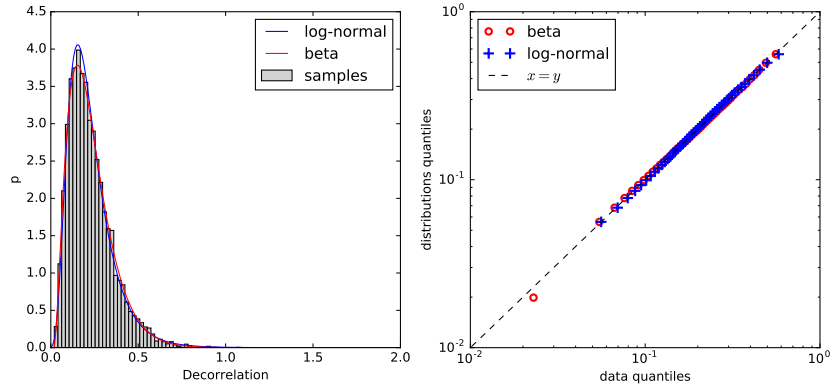 log-normal
beta
samples
4.5
4.0
3.5
3.0
2.5
2.0
1.5
1.0
0.5
0.0
p
0.0 0.5 1.0 1.5 2.0
Decorrelation
beta
log-normal
x = y
10^0
10^-1
10^-2
distributions quantiles
10^-2 10^-1 10^0
data quantiles